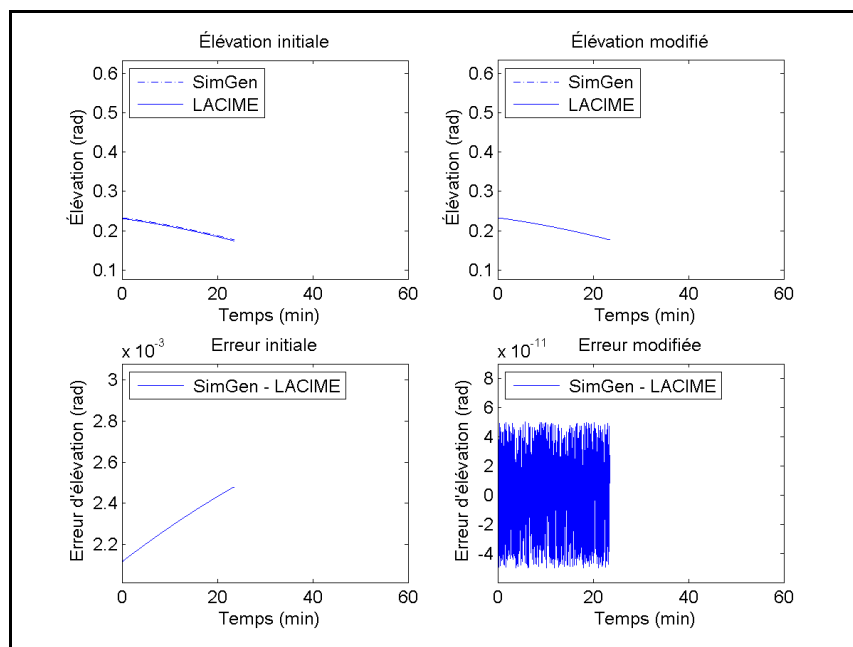 Élévation initiale
Élévation (rad)
0.6
0.5
0.4
0.3
0.2
0.1
SimGen
LACIME
0 20 40 60
Temps (min)
Élévation modifié
Élévation (rad)
0.6
0.5
0.4
0.3
0.2
0.1
SimGen
LACIME
0 20 40 60
Temps (min)
x 10^-3
Erreur initiale
Erreur d'élévation (rad)
3
2.8
2.6
2.4
2.2
SimGen - LACIME
0 20 40 60
Temps (min)
x 10^-11
Erreur modifiée
Erreur d'élévation (rad)
8
6
4
2
0
-2
-4
SimGen - LACIME
0 20 40 60
Temps (min)